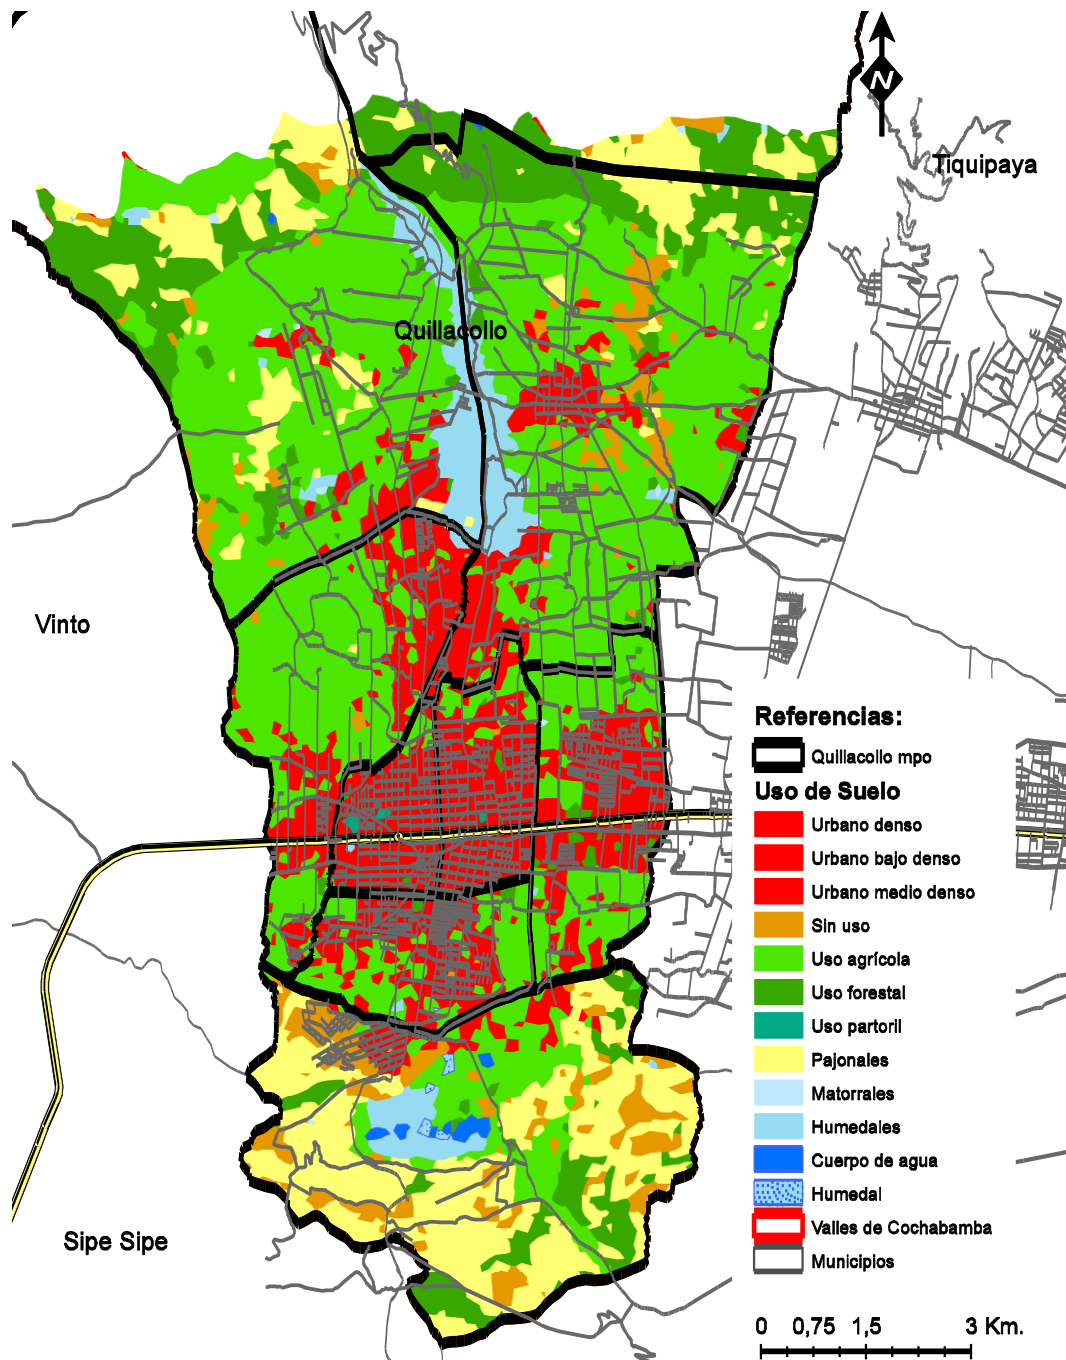 N
Tiquipaya
Quillacollo
Vinto
Referencias:
Quillacollo mpo
Uso de Suelo
Urbano denso
Urbano bajo denso
Urbano medio denso
Sin uso
Uso agrícola
Uso forestal
Uso partoril
Pajonales
Matorrales
Humedales
Cuerpo de agua
Humedal
Valles de Cochabamba
Municipios
Sipe Sipe
0 0,75 1,5 3 Km.